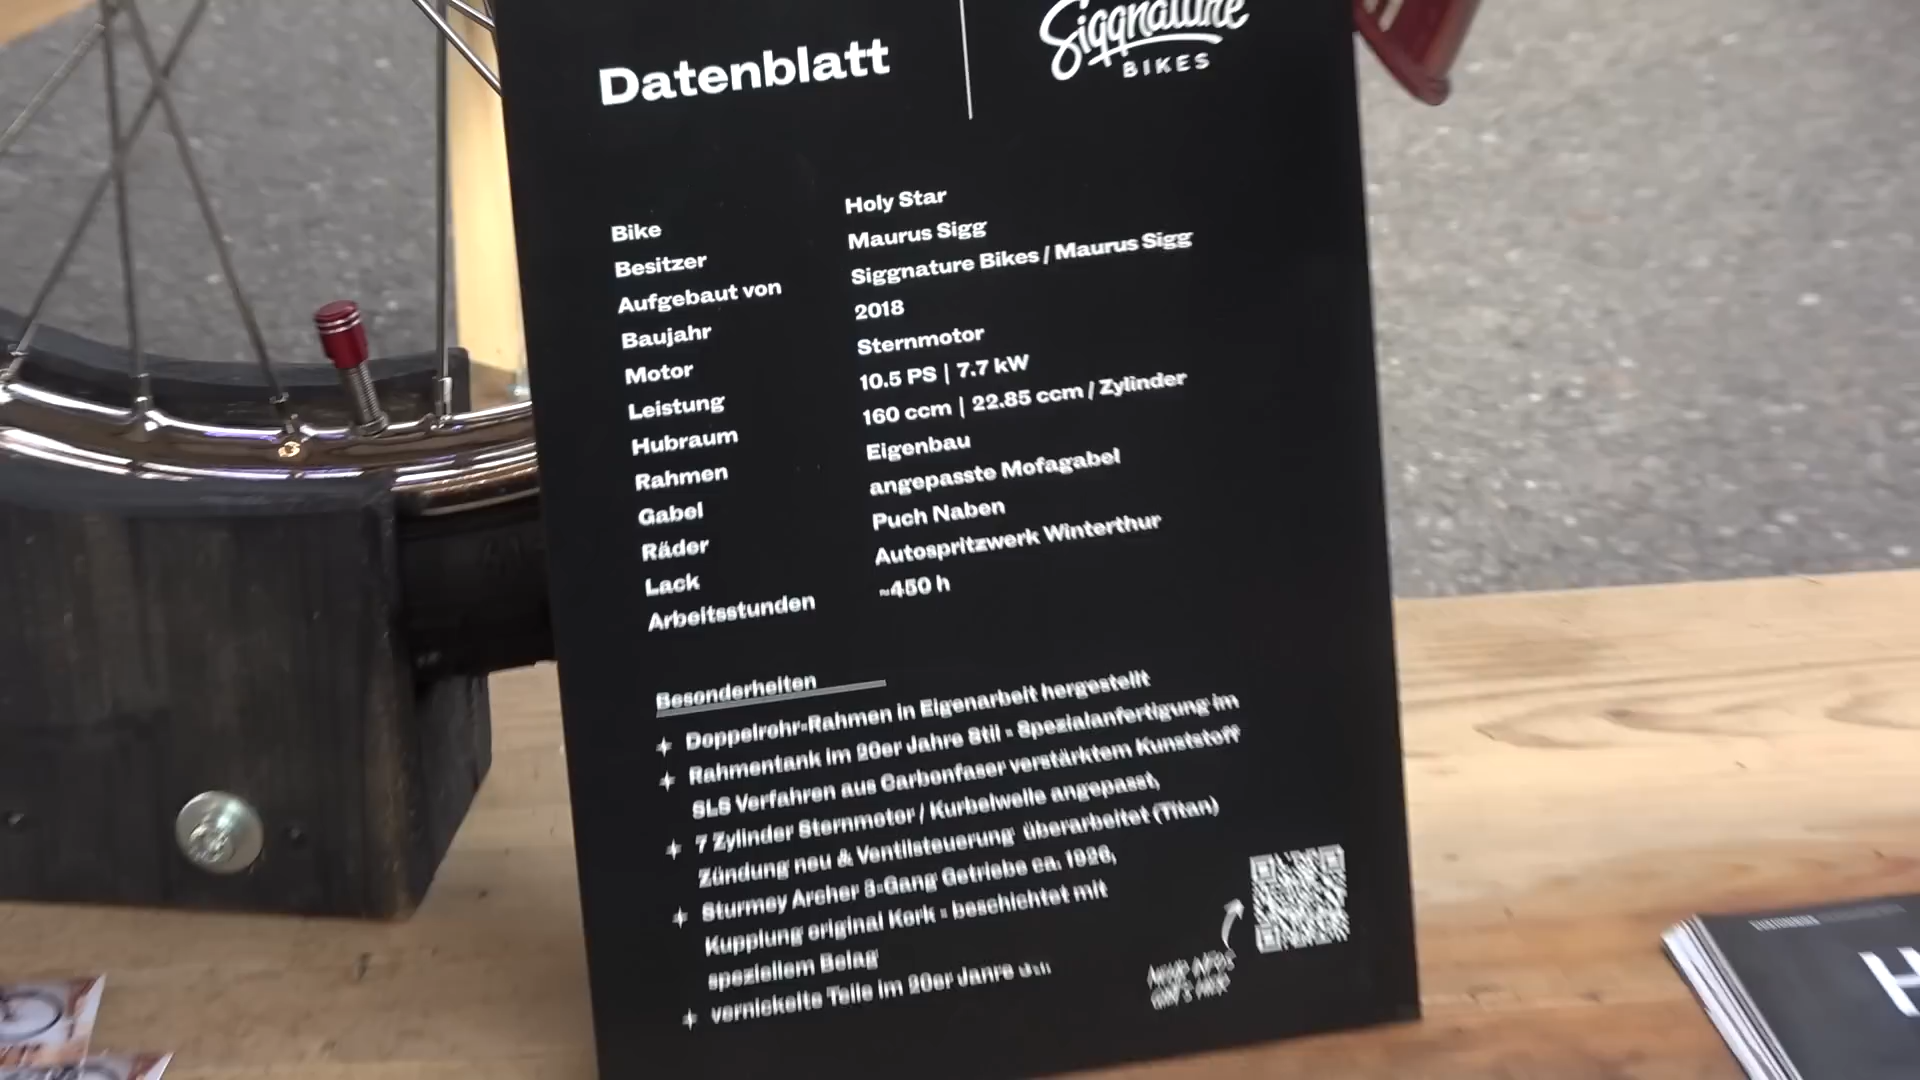 Datenblatt
Siggnature
BIKES
Bike Holy Star
Besitzer Maurus Sigg
Aufgebaut von Siggnature Bikes / Maurus Sigg
Baujahr 2018
Motor Sternmotor
Leistung 10.5 PS | 7.7 kW
Hubraum 160 ccm | 22.85 ccm / Zylinder
Rahmen Eigenbau
Gabel angepasste Mofagabel
Räder Puch Naben
Lack Autospritzwerk Winterthur
Arbeitsstunden ~450 h
Besonderheiten
Doppelrohr-Rahmen in Eigenarbeit hergestellt
Rahmentank im 20er Jahre Stil - Spezialanfertigung im
SLS Verfahren aus Carbonfaser verstärktem Kunststoff
7 Zylinder Sternmotor / Kurbelwelle angepasst,
Zündung neu & Ventilsteuerung überarbeitet (Titan)
Sturmey Archer 3-Gang Getriebe ca. 1926,
Kupplung original Kork - beschichtet mit
speziellem Belag
vernickelte Teile im 20er Jahre Stil
H